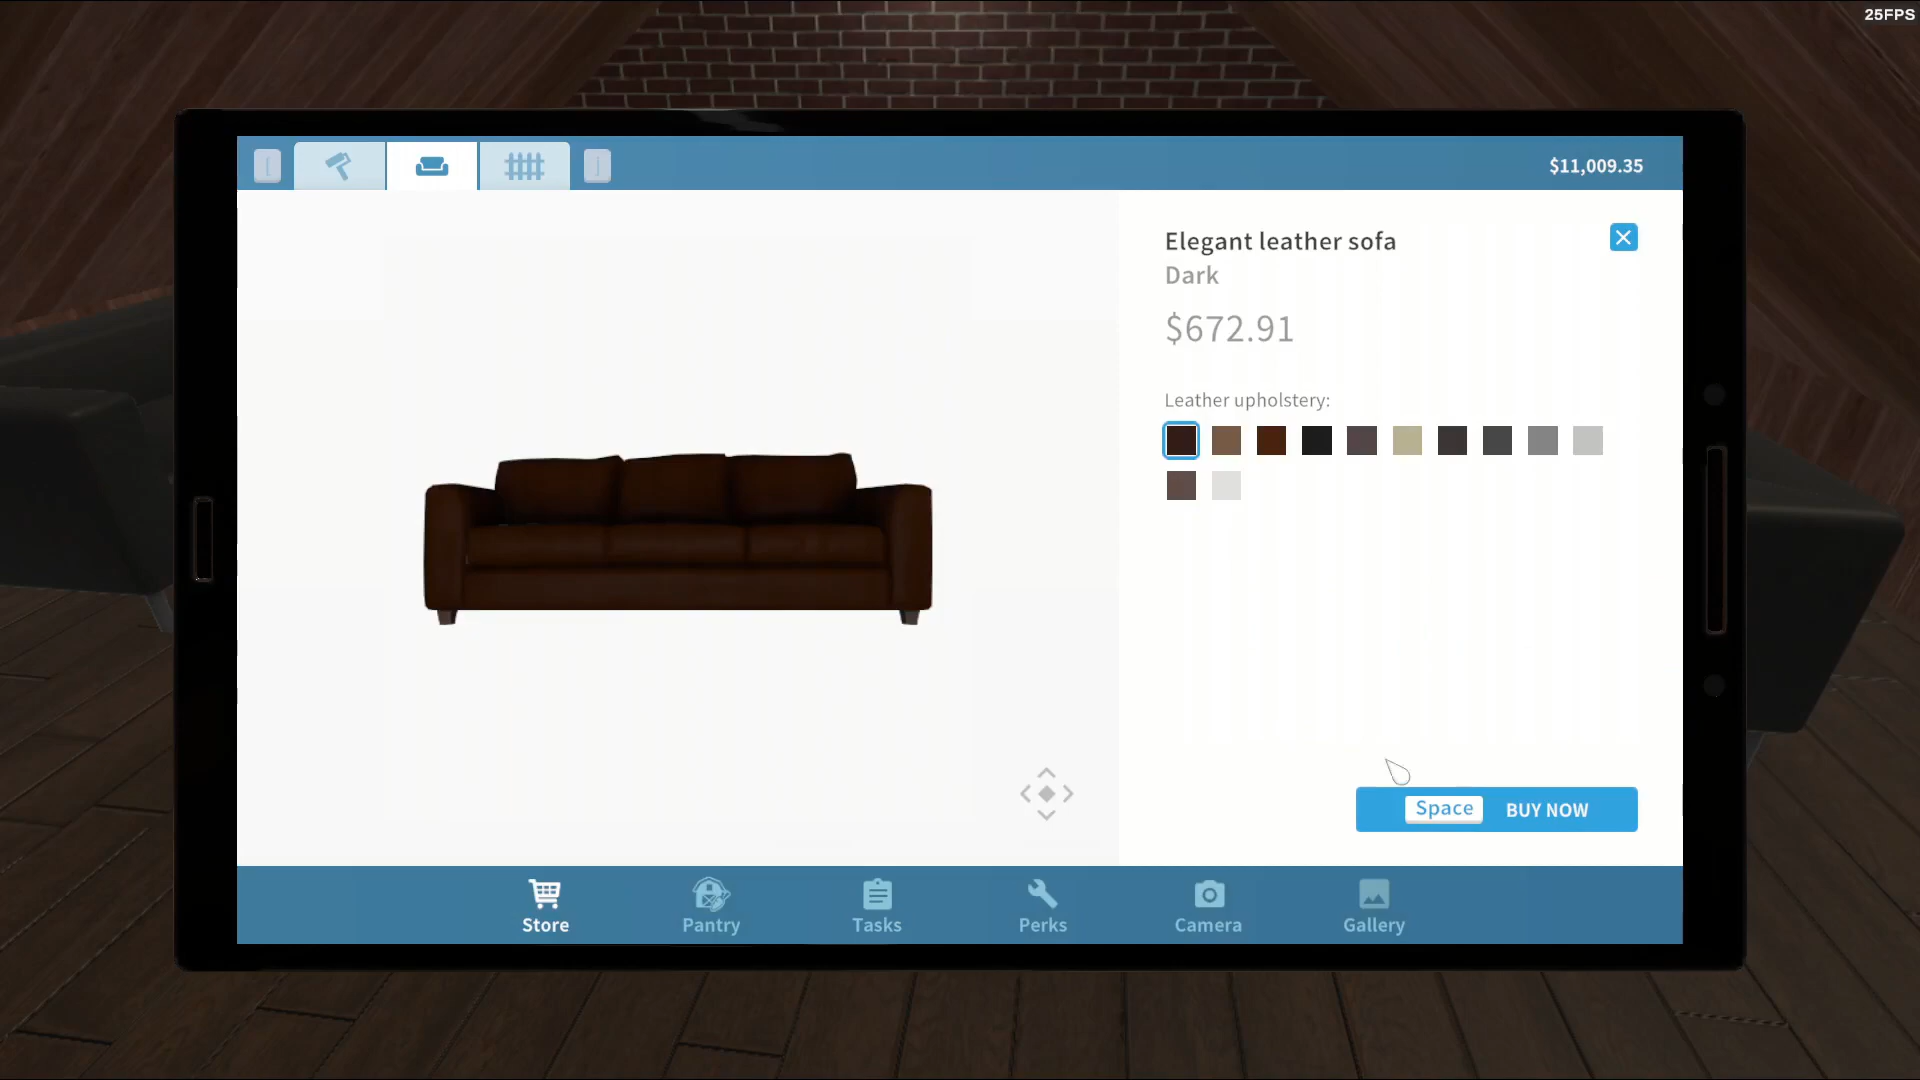 25FPS
[
]
$11,009.35
Elegant leather sofa
Dark
$672.91
Leather upholstery:
Space BUY NOW
Store Pantry Tasks Perks Camera Gallery